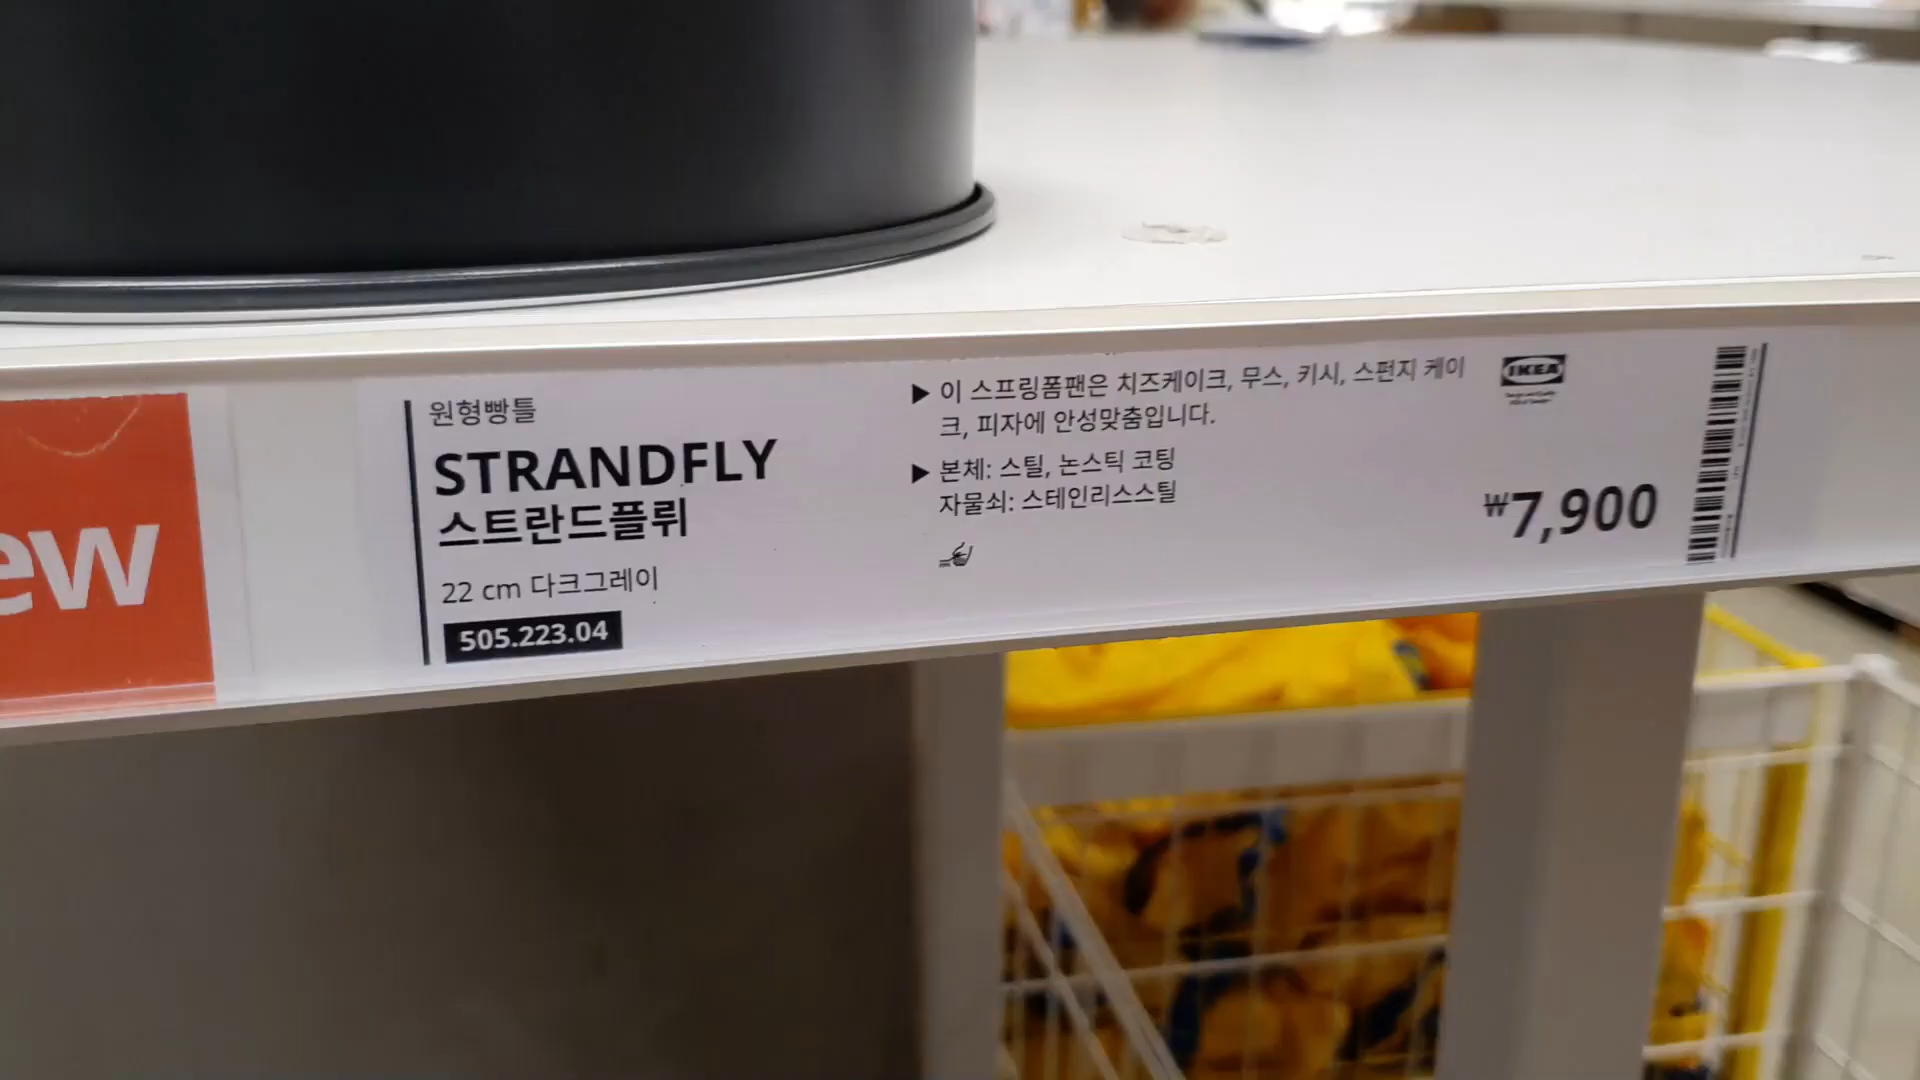 ew
원형빵틀
STRANDFLY
스트란드플뤼
22 cm 다크그레이
505.223.04
▶ 이 스프링폼팬은 치즈케이크, 무스, 키시, 스펀지 케이
크, 피자에 안성맞춤입니다.
▶ 본체: 스틸, 논스틱 코팅
자물쇠: 스테인리스스틸
IKEA
₩7,900